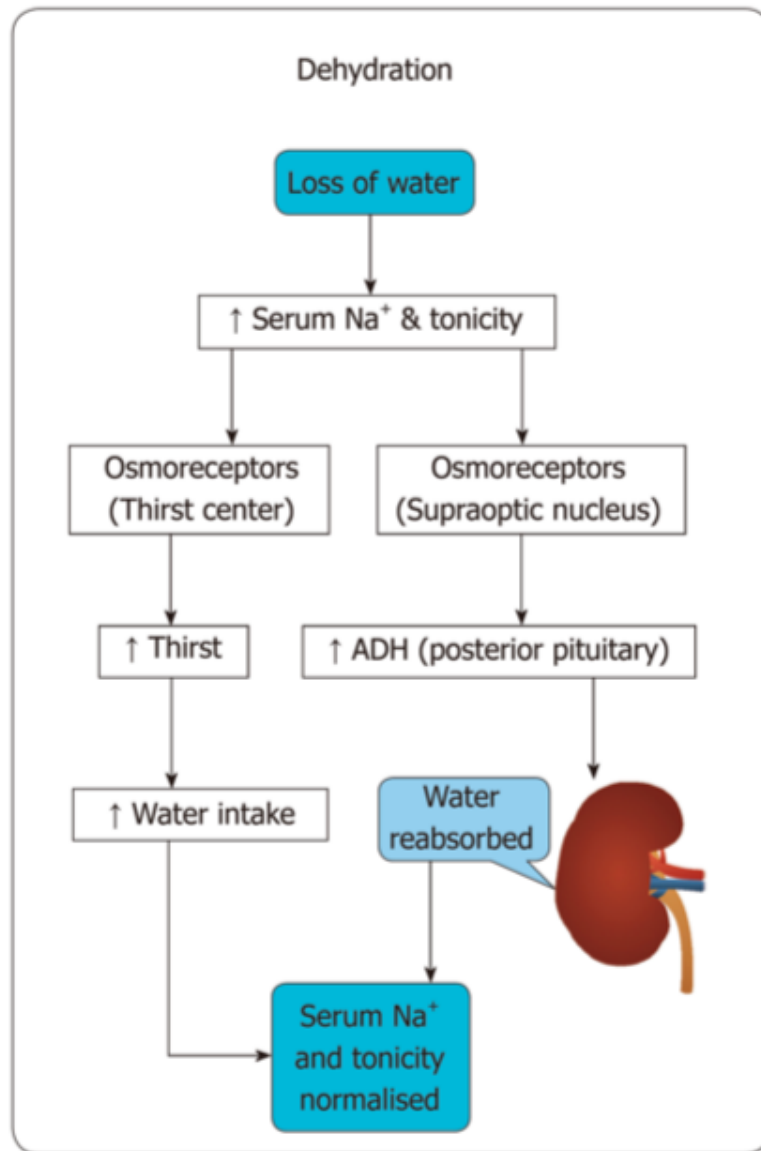 Dehydration
Loss of water
↑ Serum Na⁺ & tonicity
Osmoreceptors
(Thirst center)
Osmoreceptors
(Supraoptic nucleus)
↑ Thirst
↑ ADH (posterior pituitary)
↑ Water intake
Water
reabsorbed
Serum Na⁺
and tonicity
normalised